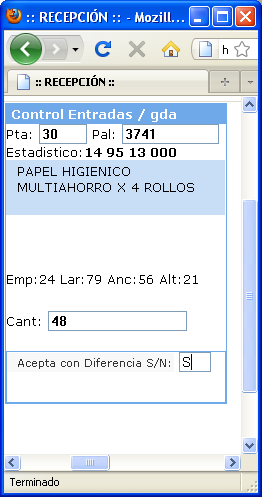 :: RECEPCIÓN :: - Mozill...
h
:: RECEPCIÓN ::
Control Entradas / gda
Pta: 30 Pal: 3741
Estadistico: 14 95 13 000
PAPEL HIGIENICO
MULTIAHORRO X 4 ROLLOS
Emp:24 Lar:79 Anc:56 Alt:21
Cant: 48
Acepta con Diferencia S/N: S
Terminado